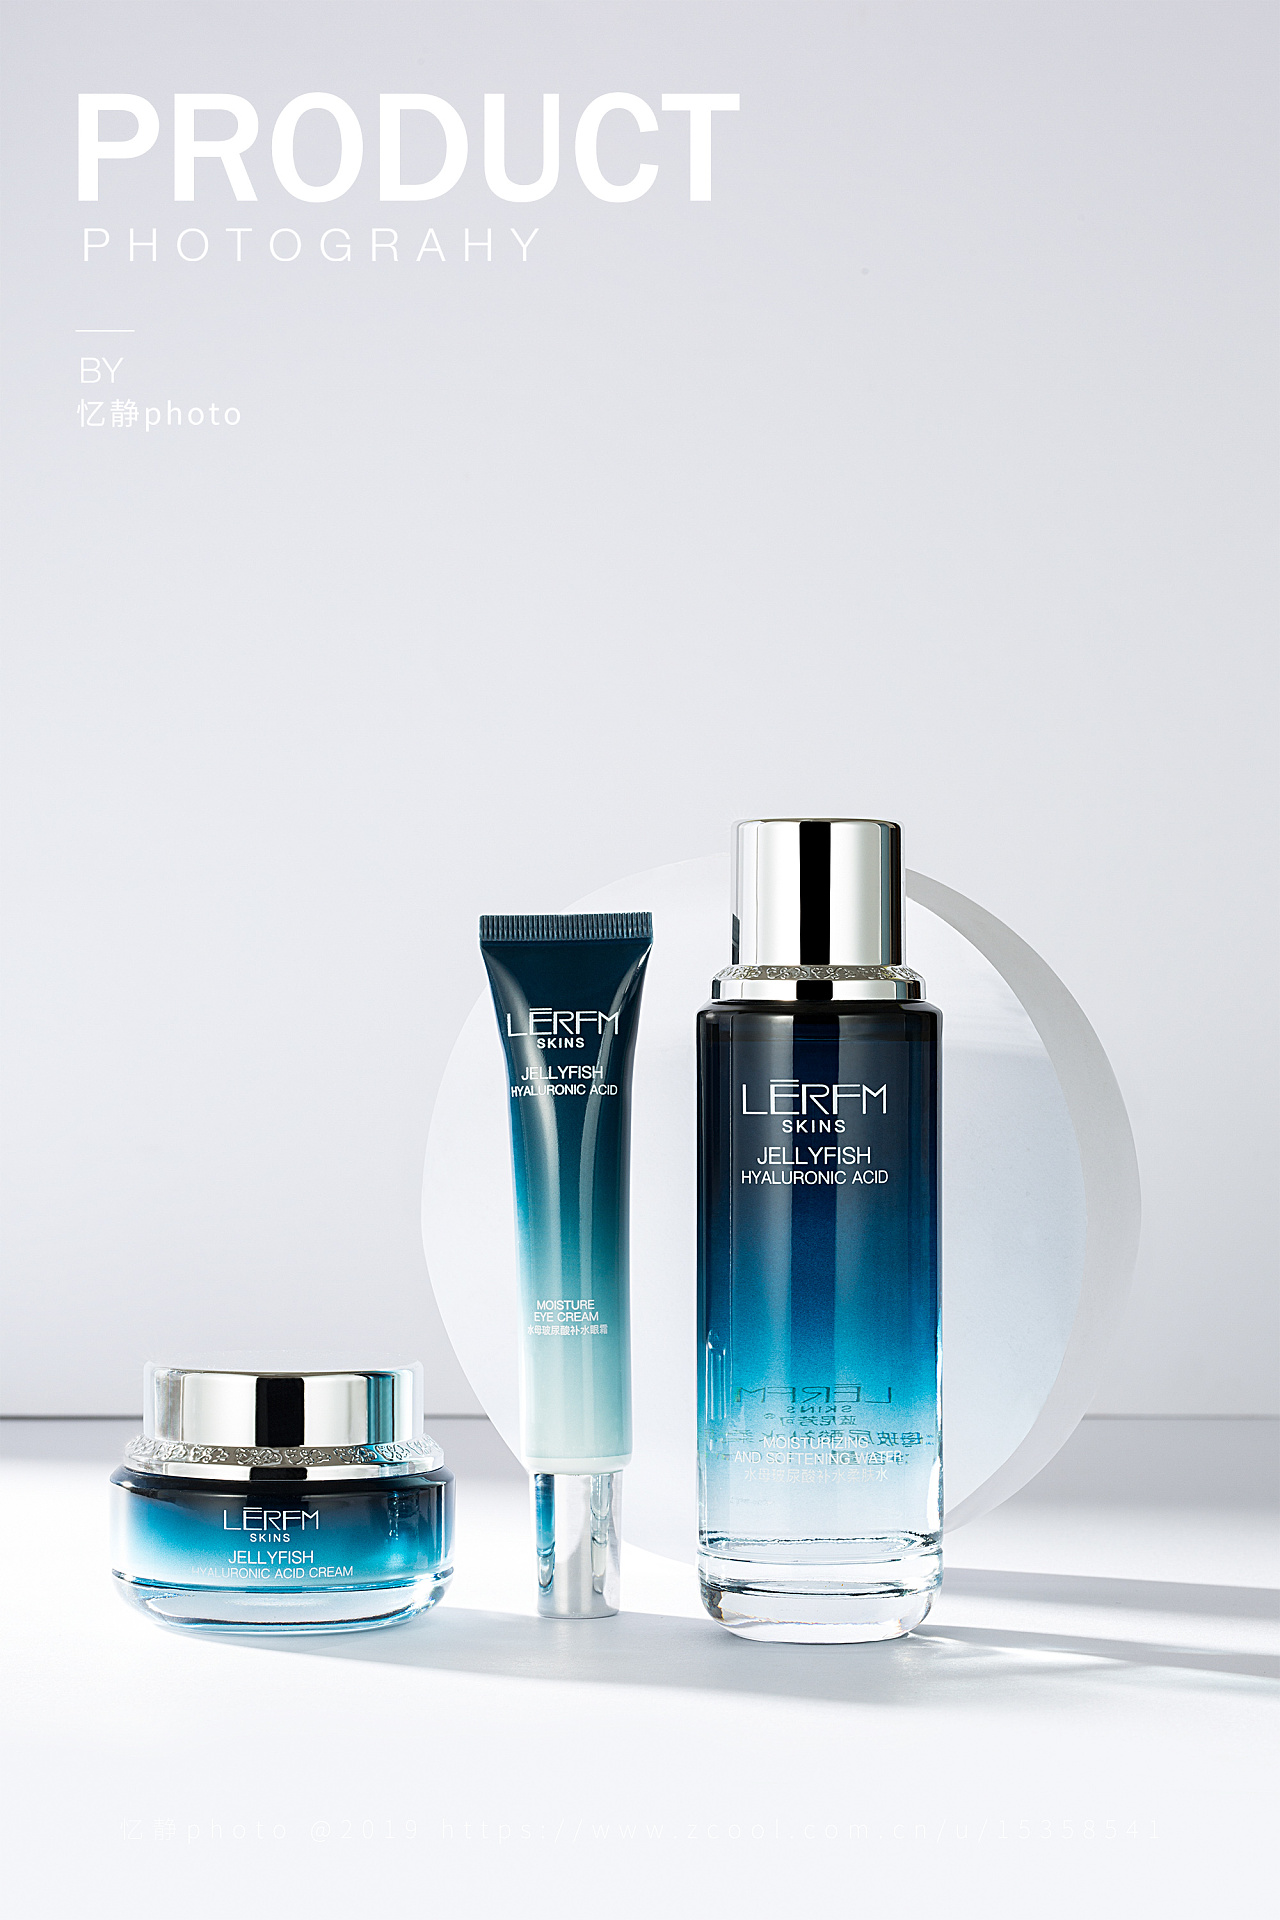 PRODUCT
PHOTOGRAHY
BY
忆静photo
LĒRFM
SKINS
JELLYFISH
HYALURONIC ACID
MOISTURE
EYE CREAM
水母玻尿酸补水眼霜
LĒRFM
SKINS
JELLYFISH
HYALURONIC ACID
MOISTURIZING
AND SOFTENING WATER
水母玻尿酸补水柔肤水
LĒRFM
SKINS
JELLYFISH
HYALURONIC ACID CREAM
忆静photo @2019 https://www.zcool.com.cn/u/15358541